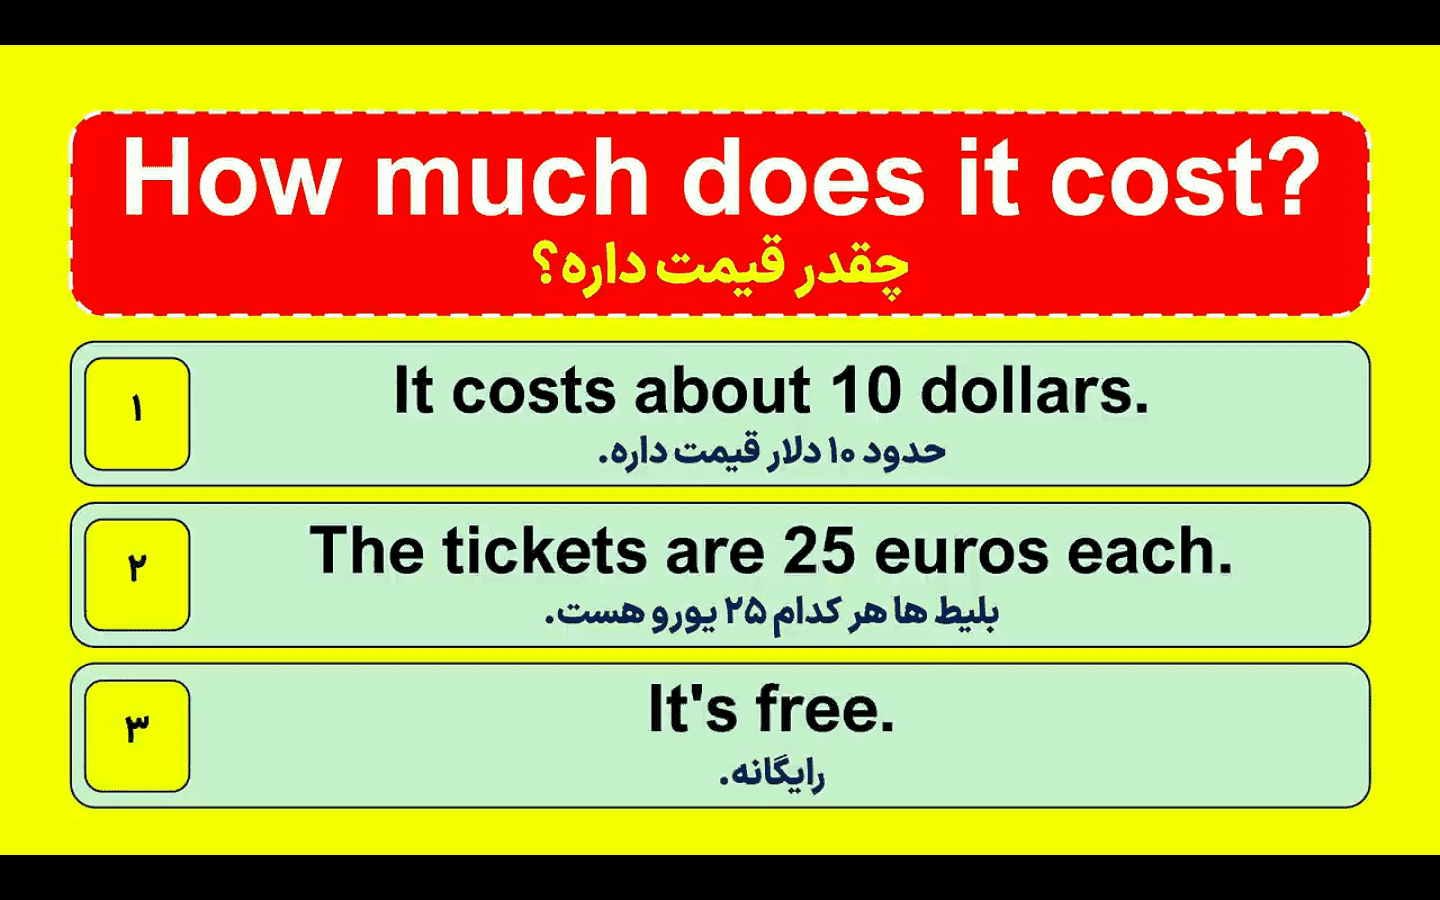 How much does it cost?
چقدر قیمت داره؟
۱
It costs about 10 dollars.
حدود ۱۰ دلار قیمت داره.
۲
The tickets are 25 euros each.
بلیط ها هر کدام ۲۵ یورو هست.
۳
It's free.
رایگانه.